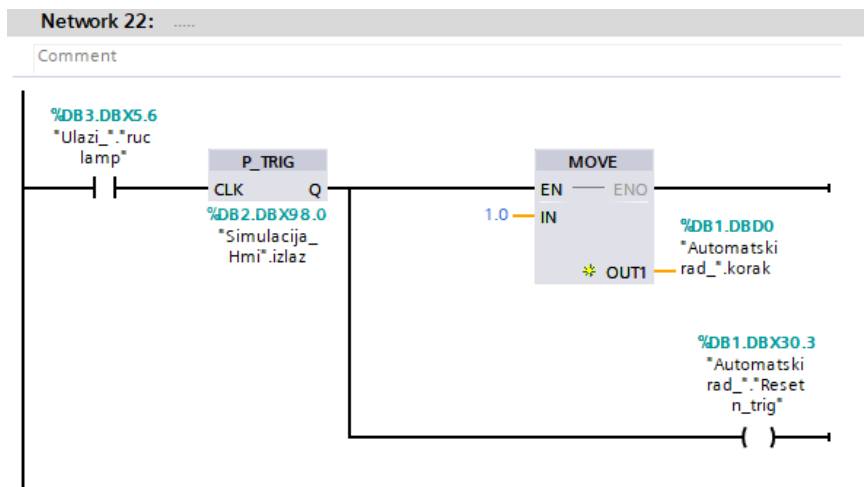 Network 22: .....
Comment
%DB3.DBX5.6
"Ulazi_"."ruc
lamp"
P_TRIG
CLK Q
%DB2.DBX98.0
"Simulacija_
Hmi".izlaz
MOVE
EN ENO
1.0 IN
OUT1
%DB1.DBD0
"Automatski
rad_".korak
%DB1.DBX30.3
"Automatski
rad_"."Reset
n_trig"